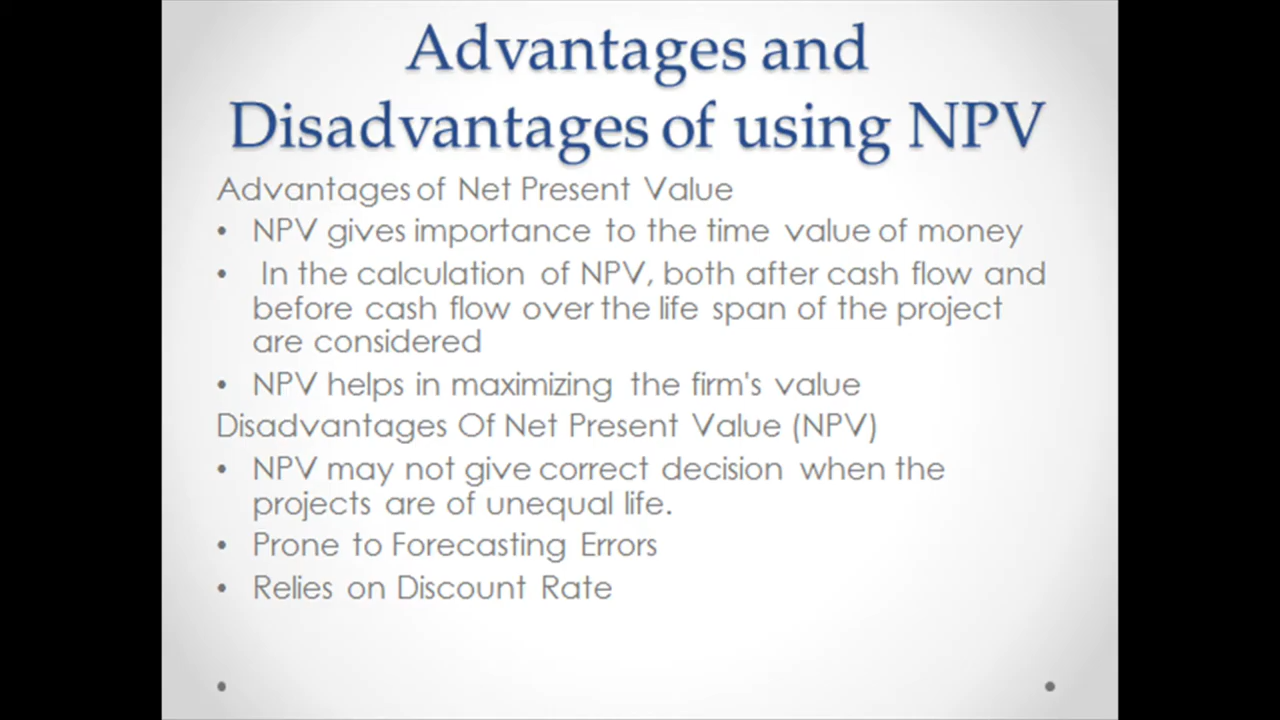 Advantages and
Disadvantages of using NPV
Advantages of Net Present Value
• NPV gives importance to the time value of money
• In the calculation of NPV, both after cash flow and
before cash flow over the life span of the project
are considered
• NPV helps in maximizing the firm's value
Disadvantages Of Net Present Value (NPV)
• NPV may not give correct decision when the
projects are of unequal life.
• Prone to Forecasting Errors
• Relies on Discount Rate